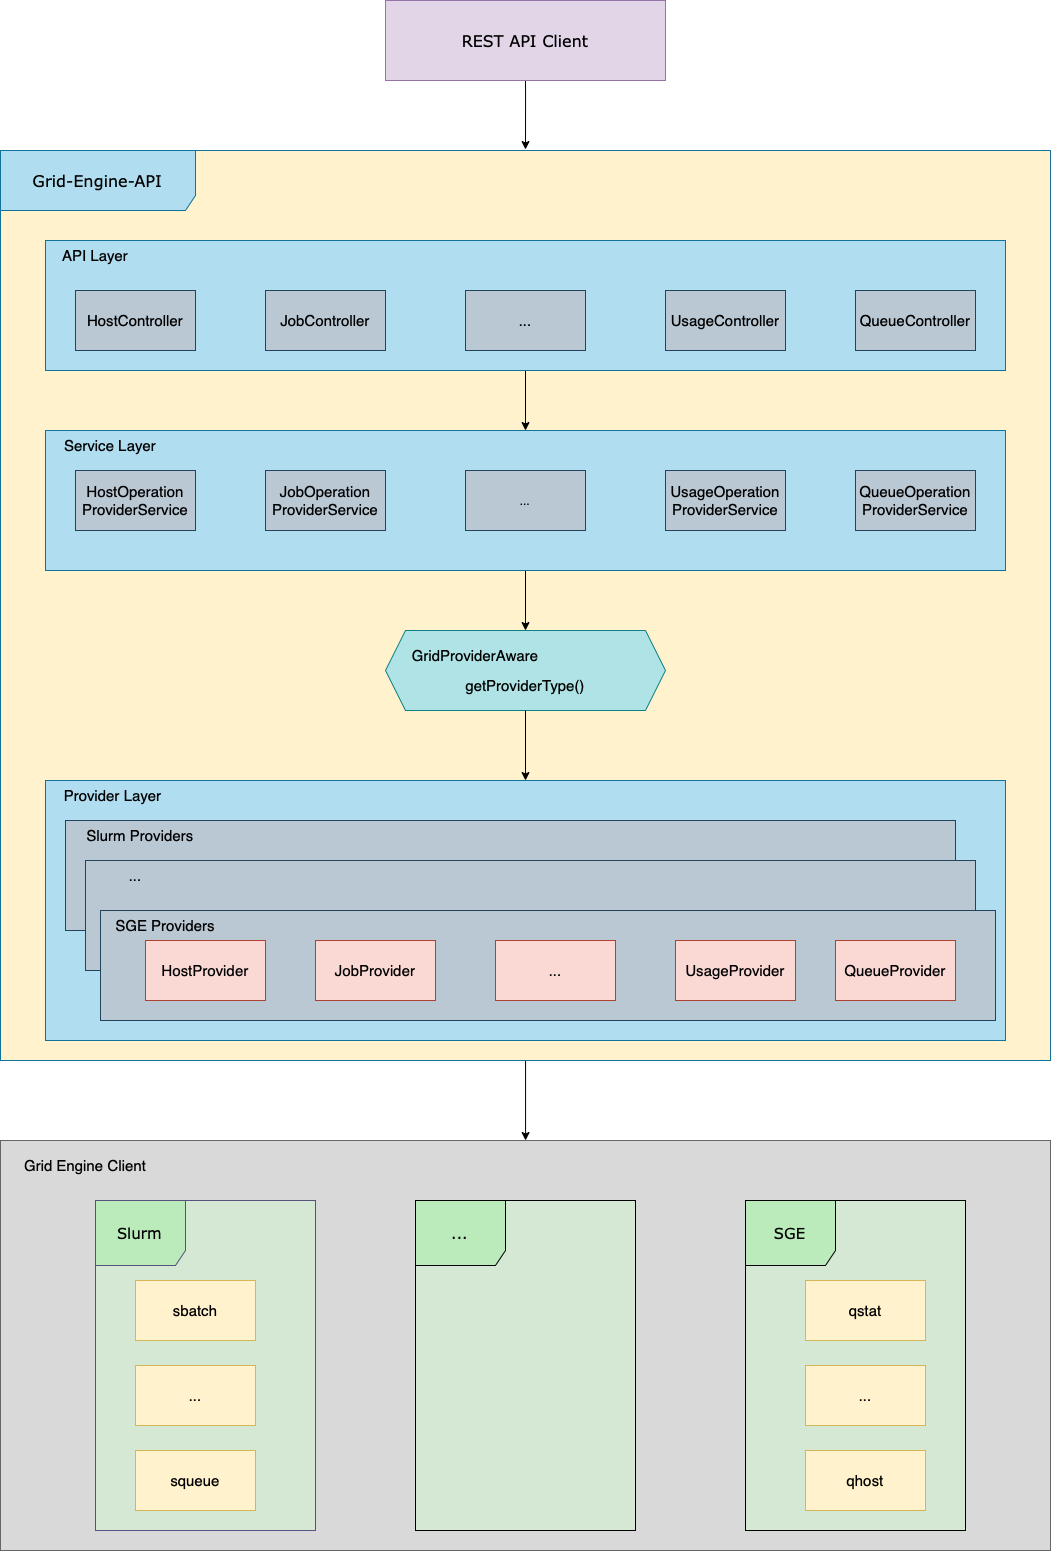 REST API Client
Grid-Engine-API
API Layer
HostController
JobController
...
UsageController
QueueController
Service Layer
HostOperation
ProviderService
JobOperation
ProviderService
...
UsageOperation
ProviderService
QueueOperation
ProviderService
GridProviderAware
getProviderType()
Provider Layer
Slurm Providers
...
SGE Providers
HostProvider
JobProvider
...
UsageProvider
QueueProvider
Grid Engine Client
Slurm
sbatch
...
squeue
...
SGE
qstat
...
qhost